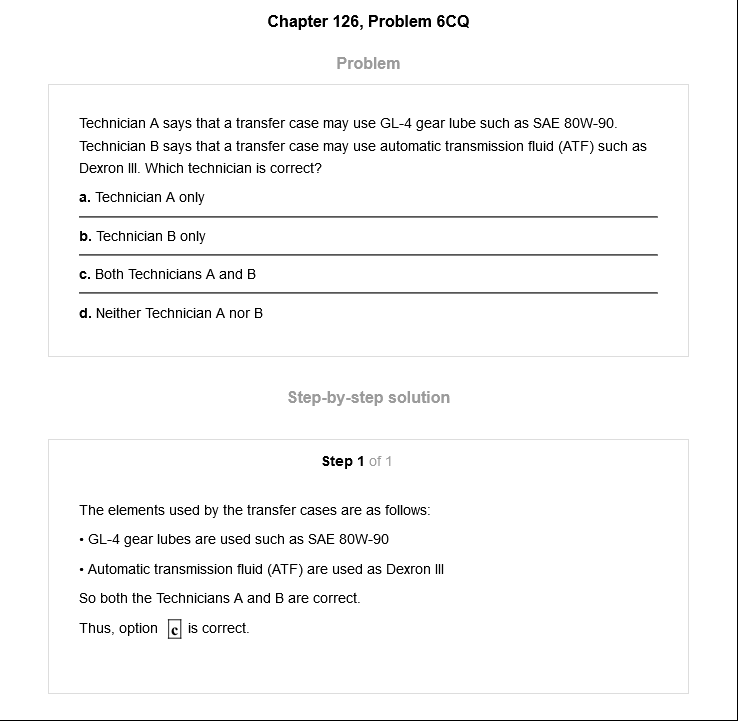 Chapter 126, Problem 6CQ
Problem
Technician A says that a transfer case may use GL-4 gear lube such as SAE 80W-90.
Technician B says that a transfer case may use automatic transmission fluid (ATF) such as
Dexron III. Which technician is correct?
a. Technician A only
b. Technician B only
c. Both Technicians A and B
d. Neither Technician A nor B
Step-by-step solution
Step 1 of 1
The elements used by the transfer cases are as follows:
• GL-4 gear lubes are used such as SAE 80W-90
• Automatic transmission fluid (ATF) are used as Dexron III
So both the Technicians A and B are correct.
Thus, option c is correct.